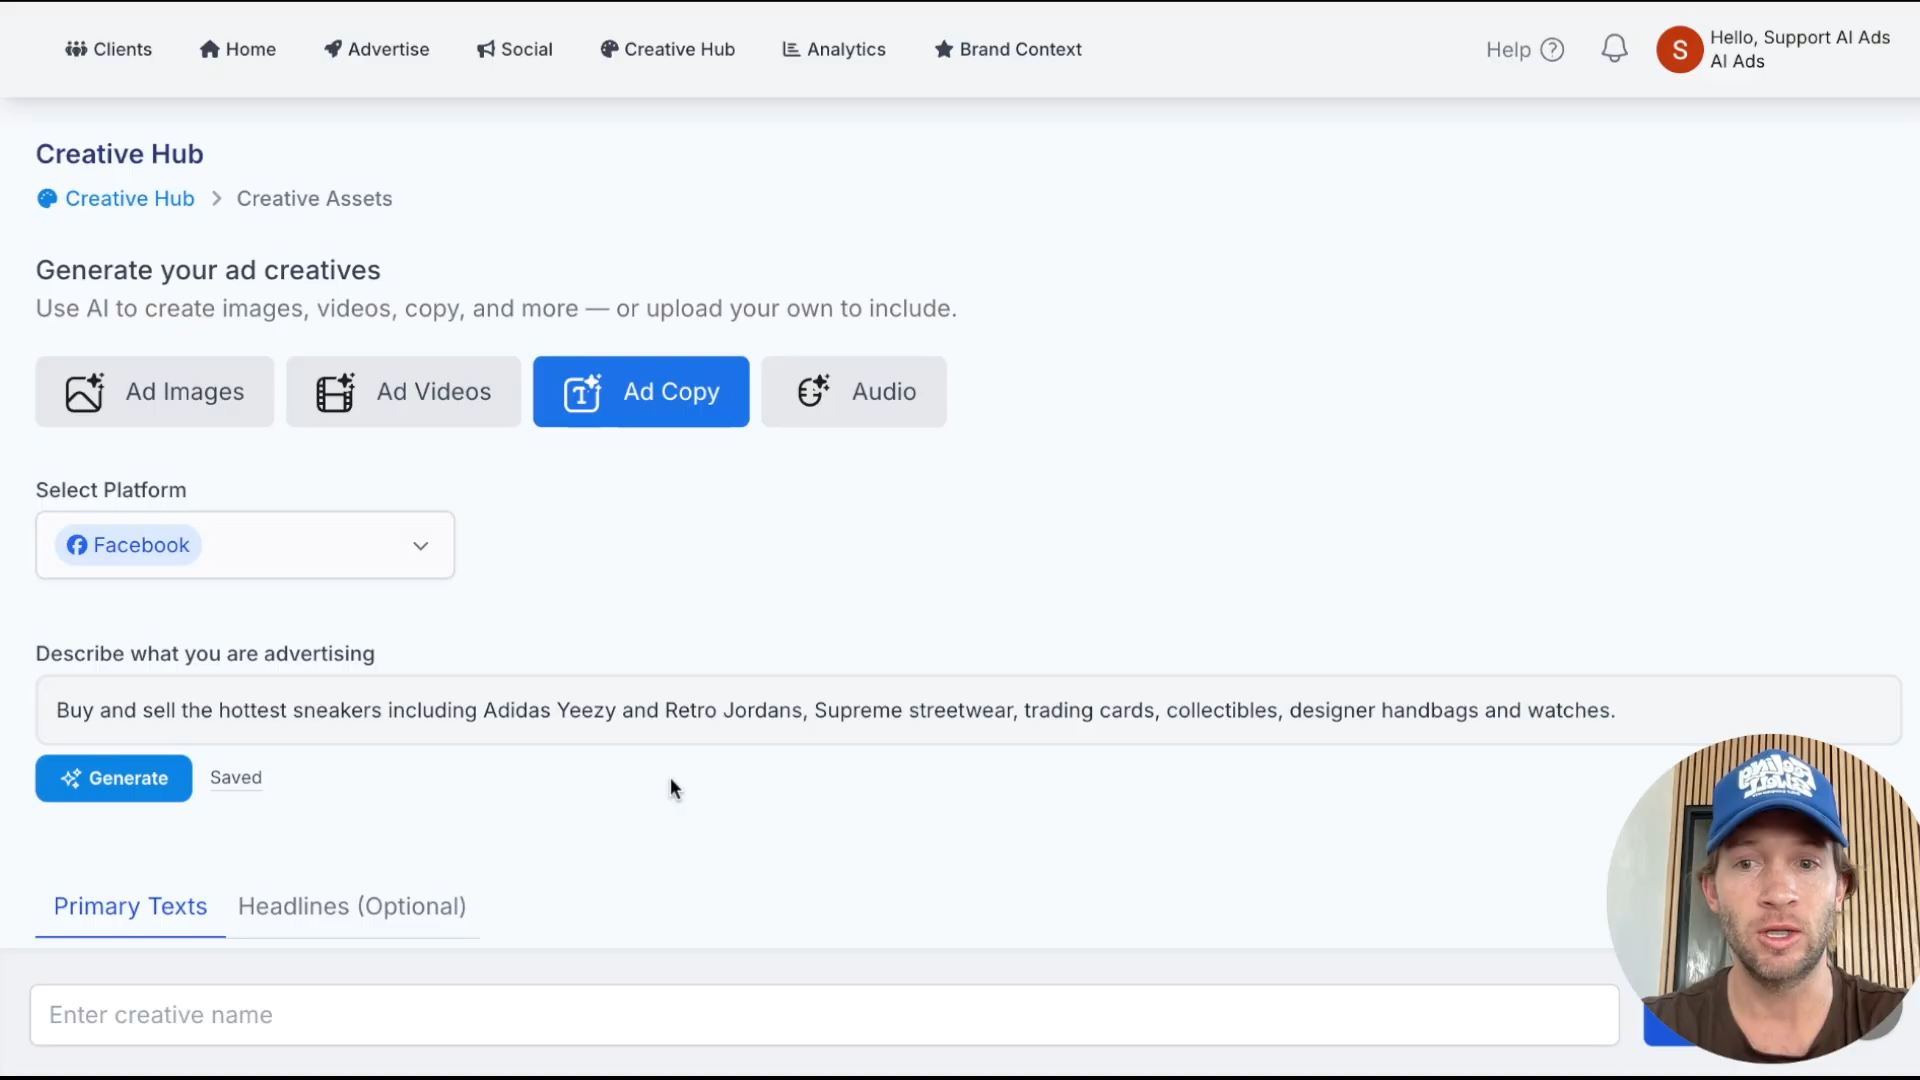 Clients
Home
Advertise
Social
Creative Hub
Analytics
Brand Context
Help
S
Hello, Support AI Ads
AI Ads
Creative Hub
Creative Hub > Creative Assets
Generate your ad creatives
Use AI to create images, videos, copy, and more — or upload your own to include.
Ad Images
Ad Videos
Ad Copy
Audio
Select Platform
Facebook
Describe what you are advertising
Buy and sell the hottest sneakers including Adidas Yeezy and Retro Jordans, Supreme streetwear, trading cards, collectibles, designer handbags and watches.
Generate
Saved
Primary Texts
Headlines (Optional)
Enter creative name